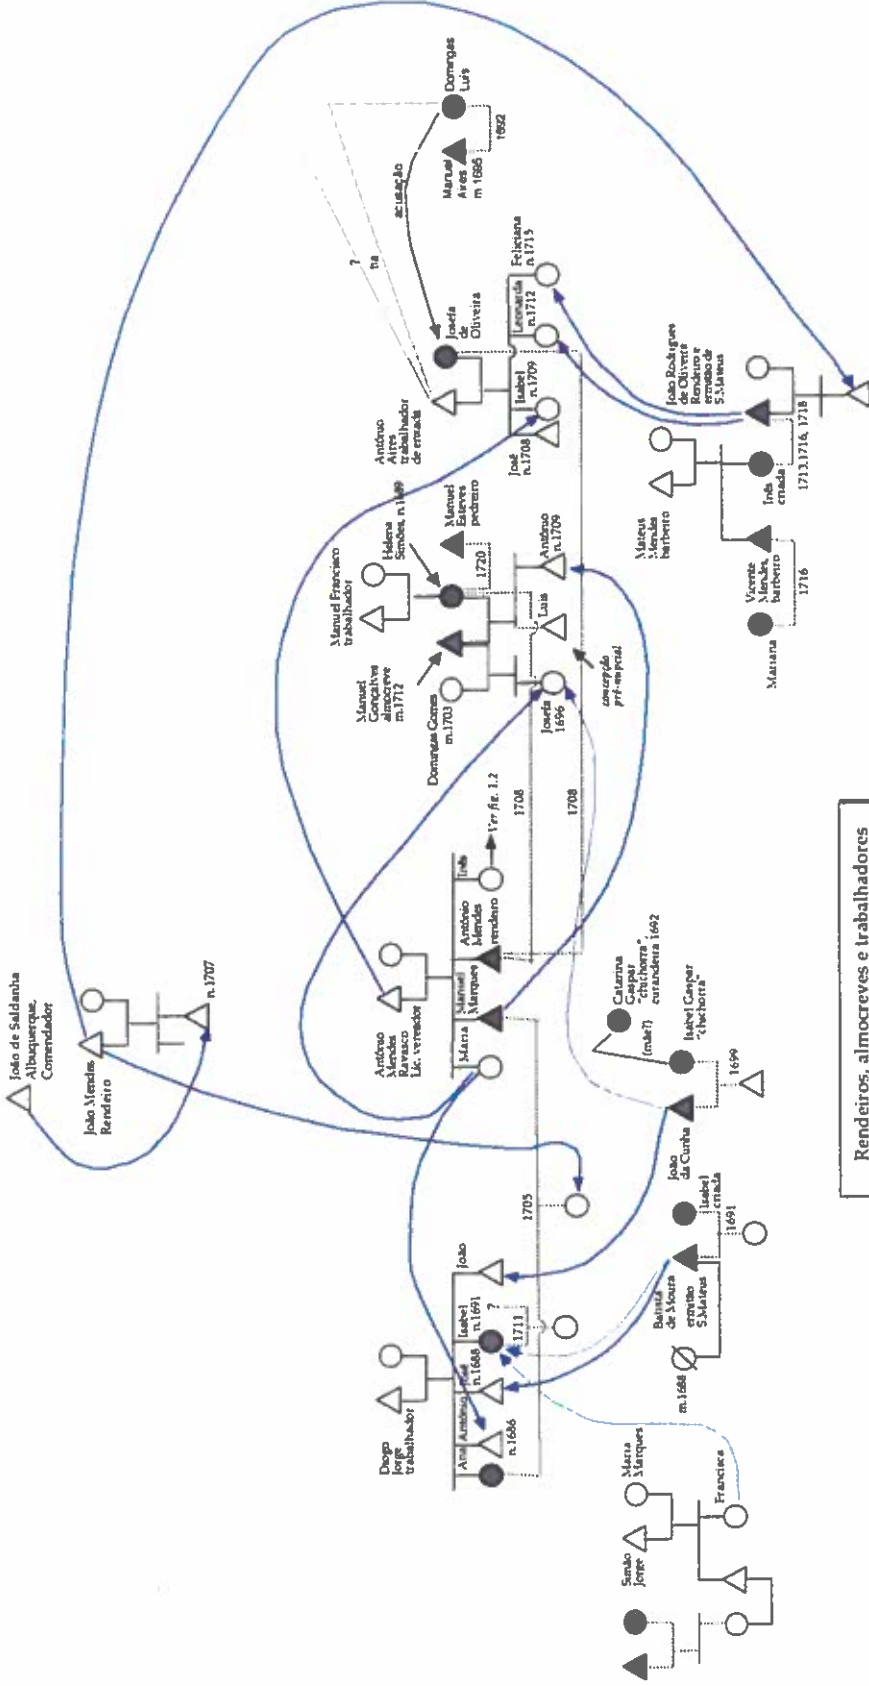 João de Saldanha
Albuquerque,
Comendador
João Mendes
Rendeiro
n.1707
Domingas
Luis
Manuel
Aires
m 1695
1692
acusação
?
tia
António
Aires
trabalhador
de enxada
Josefa
de
Oliveira
José
n.1708
Isabel
n.1709
Leonarda
n.1712
Feliciana
n.1715
Manuel Francisco
trabalhador
Helena
Simões, n.1689
Manuel
Esteves
pedreiro
1720
Manuel
Gonçalves
almocreve
m.1712
Domingas Gomes
m.1703
Josefa
1696
Luis
António
n.1709
concepção
pré-nupcial
António
Mendes
Ravasco
Lic. vereador
Maria
Manuel
Marques
António
Mendes
rendeiro
Inês
Ver fig. 1.2
1708
1708
1705
Diogo
Jorge
trabalhador
Ana
António
n.1686
José
n.1688
Isabel
n.1691
João
?
1711
João Rodrigues
de Oliveira
Rendeiro e
ermitão de
S.Mateus
Mateus
Mendes
barbeiro
Inês
criada
1713,1716, 1718
Vicente
Mendes,
barbeiro
Mariana
1716
Catarina
Gaspar
"chichorra",
curandeira 1692
(mãe?)
Isabel Gaspar
"chichorra"
João
da Cunha
1699
Batista
de Moura
ermitão
S.Mateus
Isabel
criada
1691
m.1688
Simão
Jorge
Maria
Marques
Francisca
Rendeiros, almocreves e trabalhadores